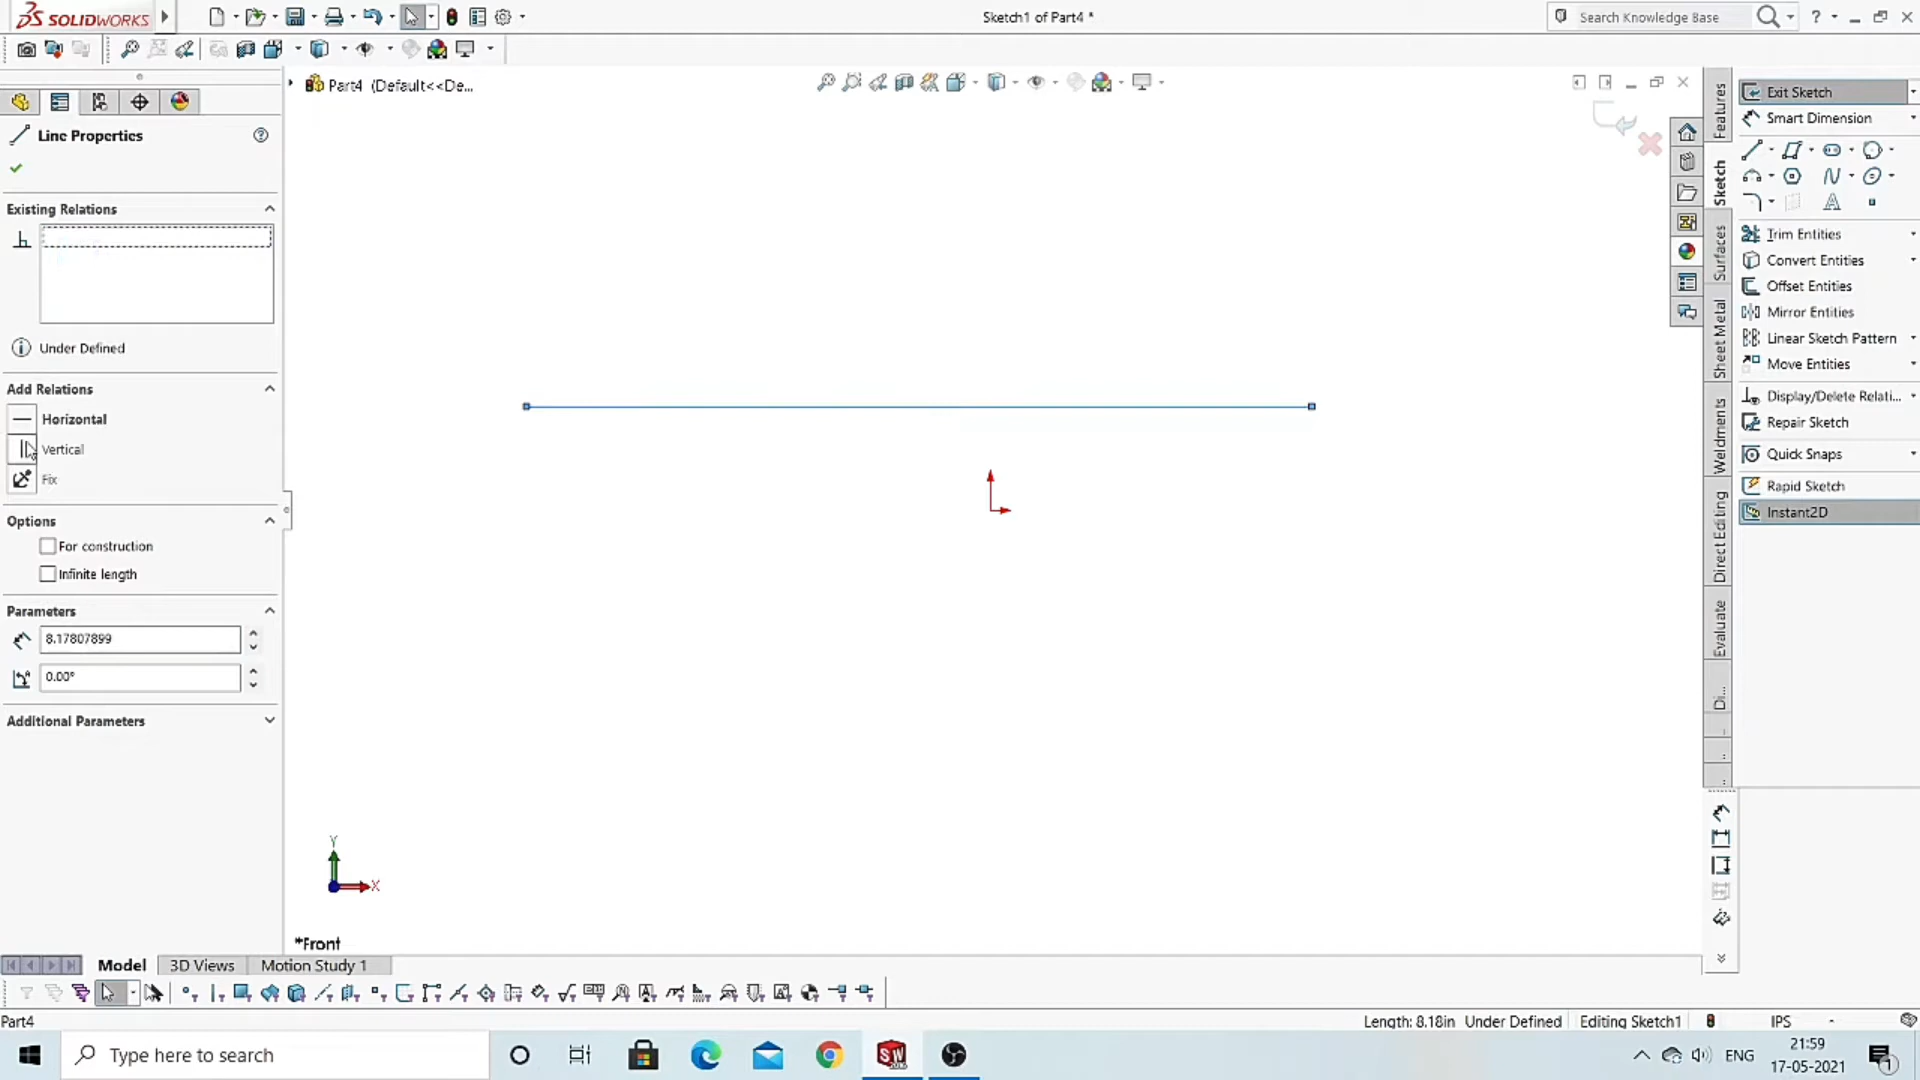 SOLIDWORKS
Sketch1 of Part4 *
Search Knowledge Base
?
Part4 (Default<<De...
Line Properties
Existing Relations
Under Defined
Add Relations
Horizontal
Vertical
Fix
Options
For construction
Infinite length
Parameters
8.17807899
0.00°
Additional Parameters
Y
X
*Front
Features
Sketch
Surfaces
Sheet Metal
Weldments
Direct Editing
Evaluate
Di...
Exit Sketch
Smart Dimension
Trim Entities
Convert Entities
Offset Entities
Mirror Entities
Linear Sketch Pattern
Move Entities
Display/Delete Relati...
Repair Sketch
Quick Snaps
Rapid Sketch
Instant2D
Model
3D Views
Motion Study 1
Part4
Length: 8.18in
Under Defined
Editing Sketch1
IPS
-
Type here to search
ENG
21:59
17-05-2021
1